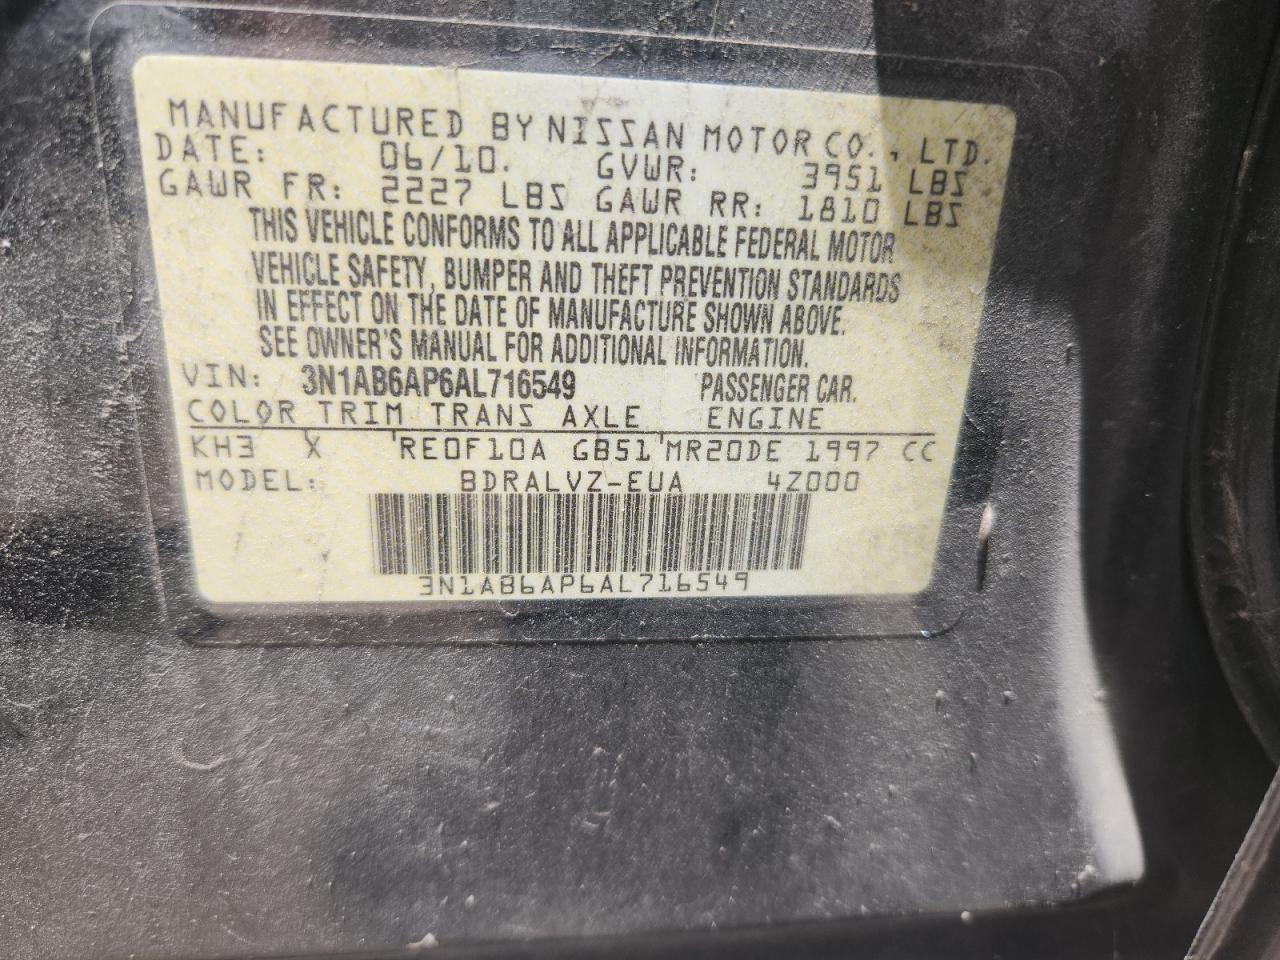 MANUFACTURED BY NISSAN MOTOR CO., LTD.
DATE: 06/10. GVWR: 3951 LBS
GAWR FR: 2227 LBS GAWR RR: 1810 LBS
THIS VEHICLE CONFORMS TO ALL APPLICABLE FEDERAL MOTOR
VEHICLE SAFETY, BUMPER AND THEFT PREVENTION STANDARDS
IN EFFECT ON THE DATE OF MANUFACTURE SHOWN ABOVE.
SEE OWNER'S MANUAL FOR ADDITIONAL INFORMATION.
VIN: 3N1AB6AP6AL716549 PASSENGER CAR.
COLOR TRIM TRANS AXLE ENGINE
KH3 X RE0F10A GB51 MR20DE 1997 CC
MODEL: BDRALVZ-EUA 4Z000
3N1AB6AP6AL716549